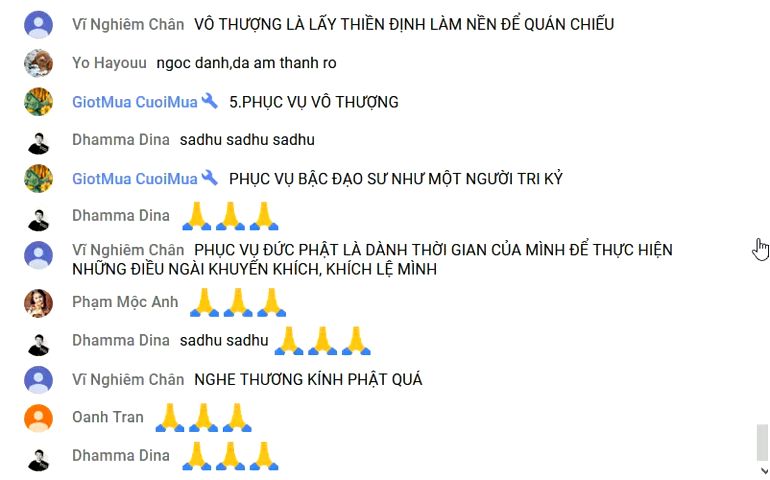 Vĩ Nghiêm Chân VÔ THƯỢNG LÀ LẤY THIỀN ĐỊNH LÀM NỀN ĐỂ QUÁN CHIẾU
Yo Hayouu ngoc danh,da am thanh ro
GiotMua CuoiMua 5.PHỤC VỤ VÔ THƯỢNG
Dhamma Dina sadhu sadhu sadhu
GiotMua CuoiMua PHỤC VỤ BẬC ĐẠO SƯ NHƯ MỘT NGƯỜI TRI KỶ
Dhamma Dina 🙏🙏🙏
Vĩ Nghiêm Chân PHỤC VỤ ĐỨC PHẬT LÀ DÀNH THỜI GIAN CỦA MÌNH ĐỂ THỰC HIỆN
NHỮNG ĐIỀU NGÀI KHUYẾN KHÍCH, KHÍCH LỆ MÌNH
Phạm Mộc Anh 🙏🙏🙏
Dhamma Dina sadhu sadhu 🙏🙏🙏
Vĩ Nghiêm Chân NGHE THƯƠNG KÍNH PHẬT QUÁ
Oanh Tran 🙏🙏🙏
Dhamma Dina 🙏🙏🙏